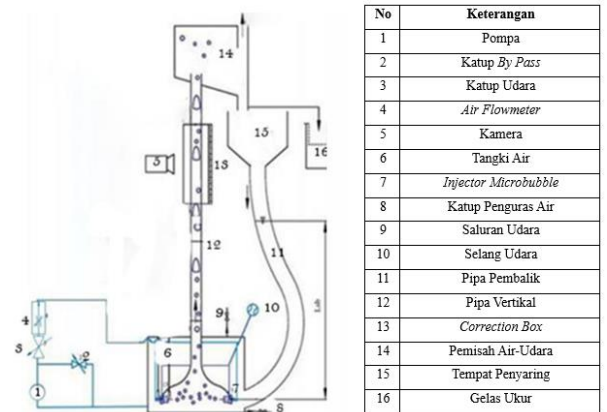 14
15
16
5
13
12
11
9
10
4
3
2
6
7
1
8
No Keterangan
1 Pompa
2 Katup By Pass
3 Katup Udara
4 Air Flowmeter
5 Kamera
6 Tangki Air
7 Injector Microbubble
8 Katup Penguras Air
9 Saluran Udara
10 Selang Udara
11 Pipa Pembalik
12 Pipa Vertikal
13 Correction Box
14 Pemisah Air-Udara
15 Tempat Penyaring
16 Gelas Ukur